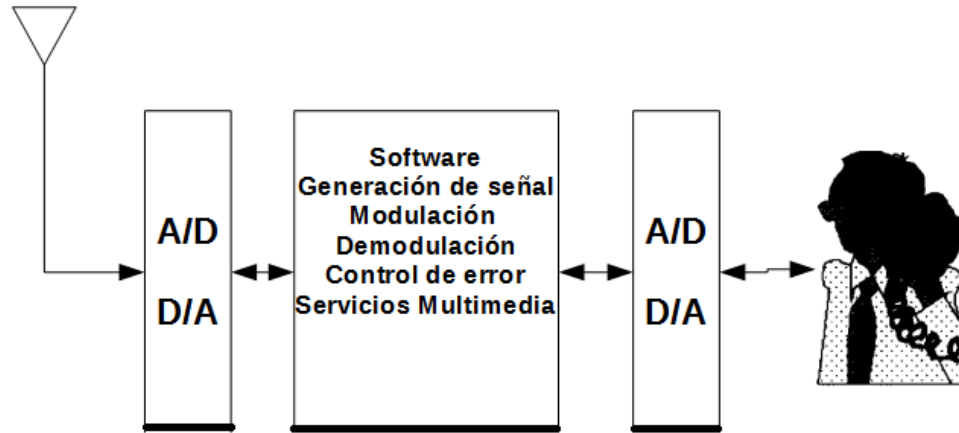 A/D
D/A
Software
Generación de señal
Modulación
Demodulación
Control de error
Servicios Multimedia
A/D
D/A